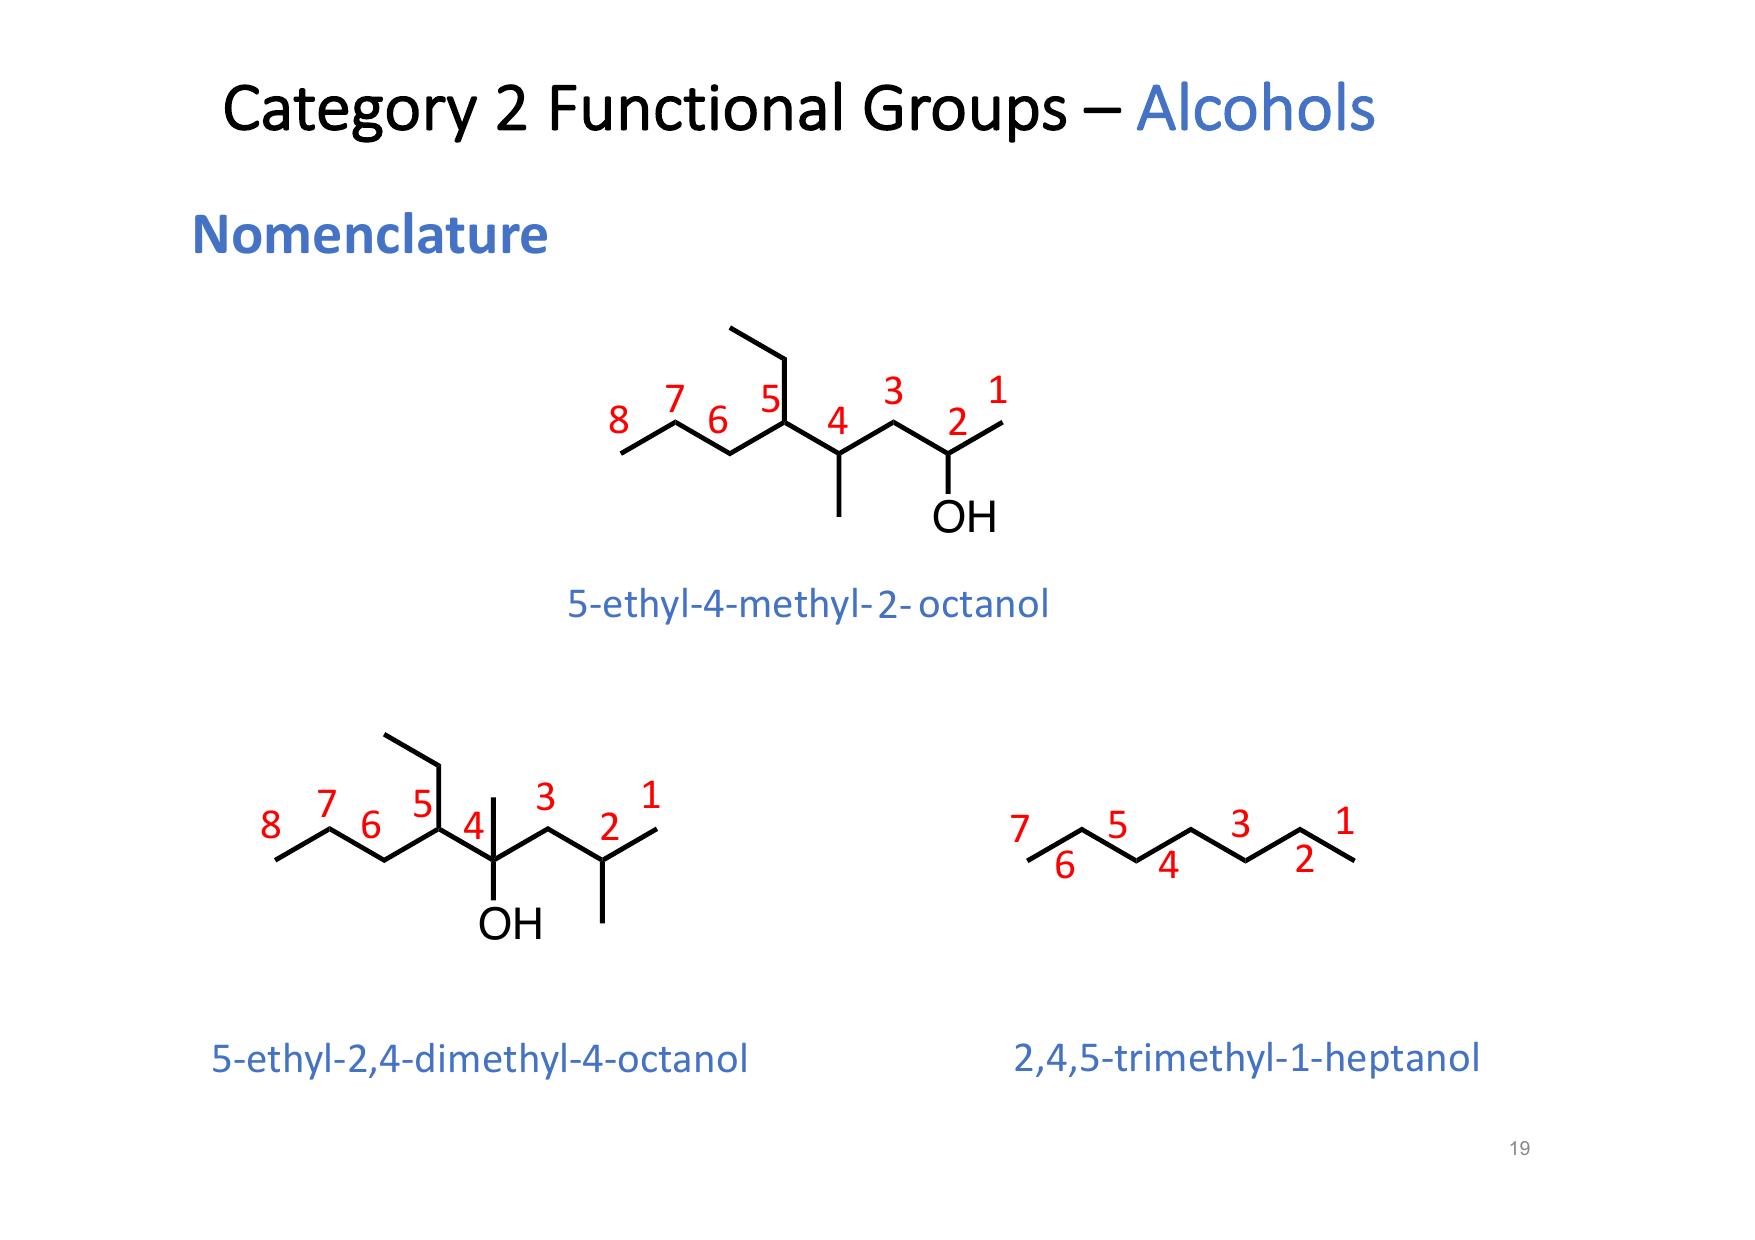 Category 2 Functional Groups – Alcohols
Nomenclature
8 7 6 5 4 3 2 1
OH
5-ethyl-4-methyl-2-octanol
8 7 6 5 4 3 2 1
OH
7 6 5 4 3 2 1
5-ethyl-2,4-dimethyl-4-octanol
2,4,5-trimethyl-1-heptanol
19